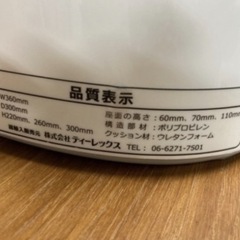 品質表示
W360mm
D300mm
H220mm, 260mm, 300mm
座面の高さ：60mm、70mm、110mm
構造部材：ポリプロピレン
クッション材：ウレタンフォーム
株式会社 ティーレックス
☎ 06-6271-7501